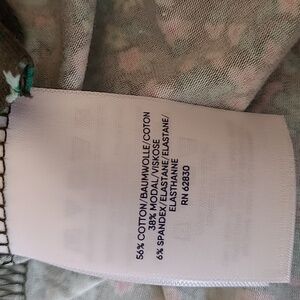 56% COTTON/BAUMWOLLE/COTON
38% MODAL/VISKOSE
6% SPANDEX/ELASTANE/ELASTANE/
ELASTHANNE
RN 62830